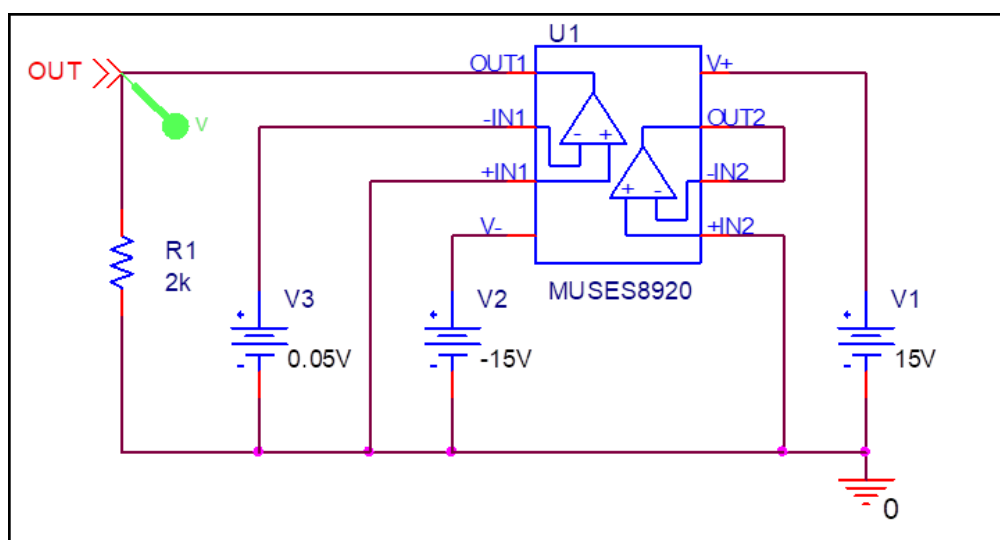 U1
OUT
V
OUT1
-IN1
+IN1
V-
V+
OUT2
-IN2
+IN2
- +
+ -
MUSES8920
R1
2k
V3
0.05V
V2
-15V
V1
15V
+
-
+
-
+
-
0